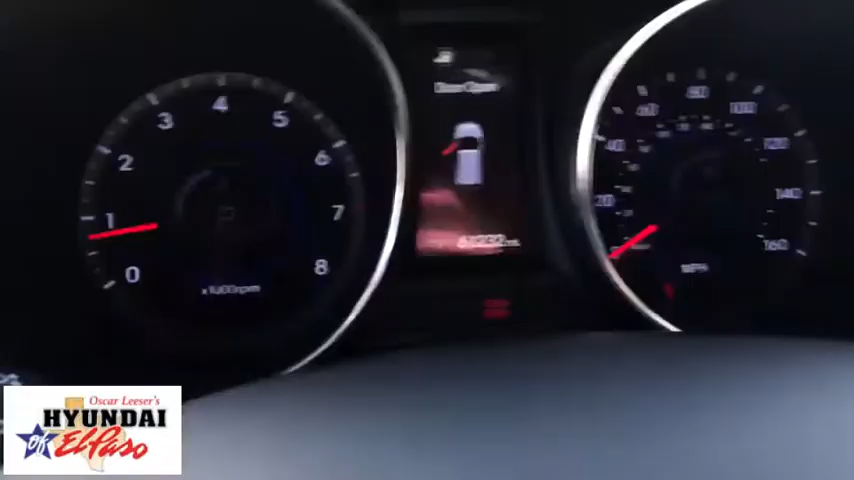 0 1 2 3 4 5 6 7 8
x1000rpm
Door Open
20 40 60 80 100 120 140 160
MPH
Oscar Leeser's
HYUNDAI
OF El Paso